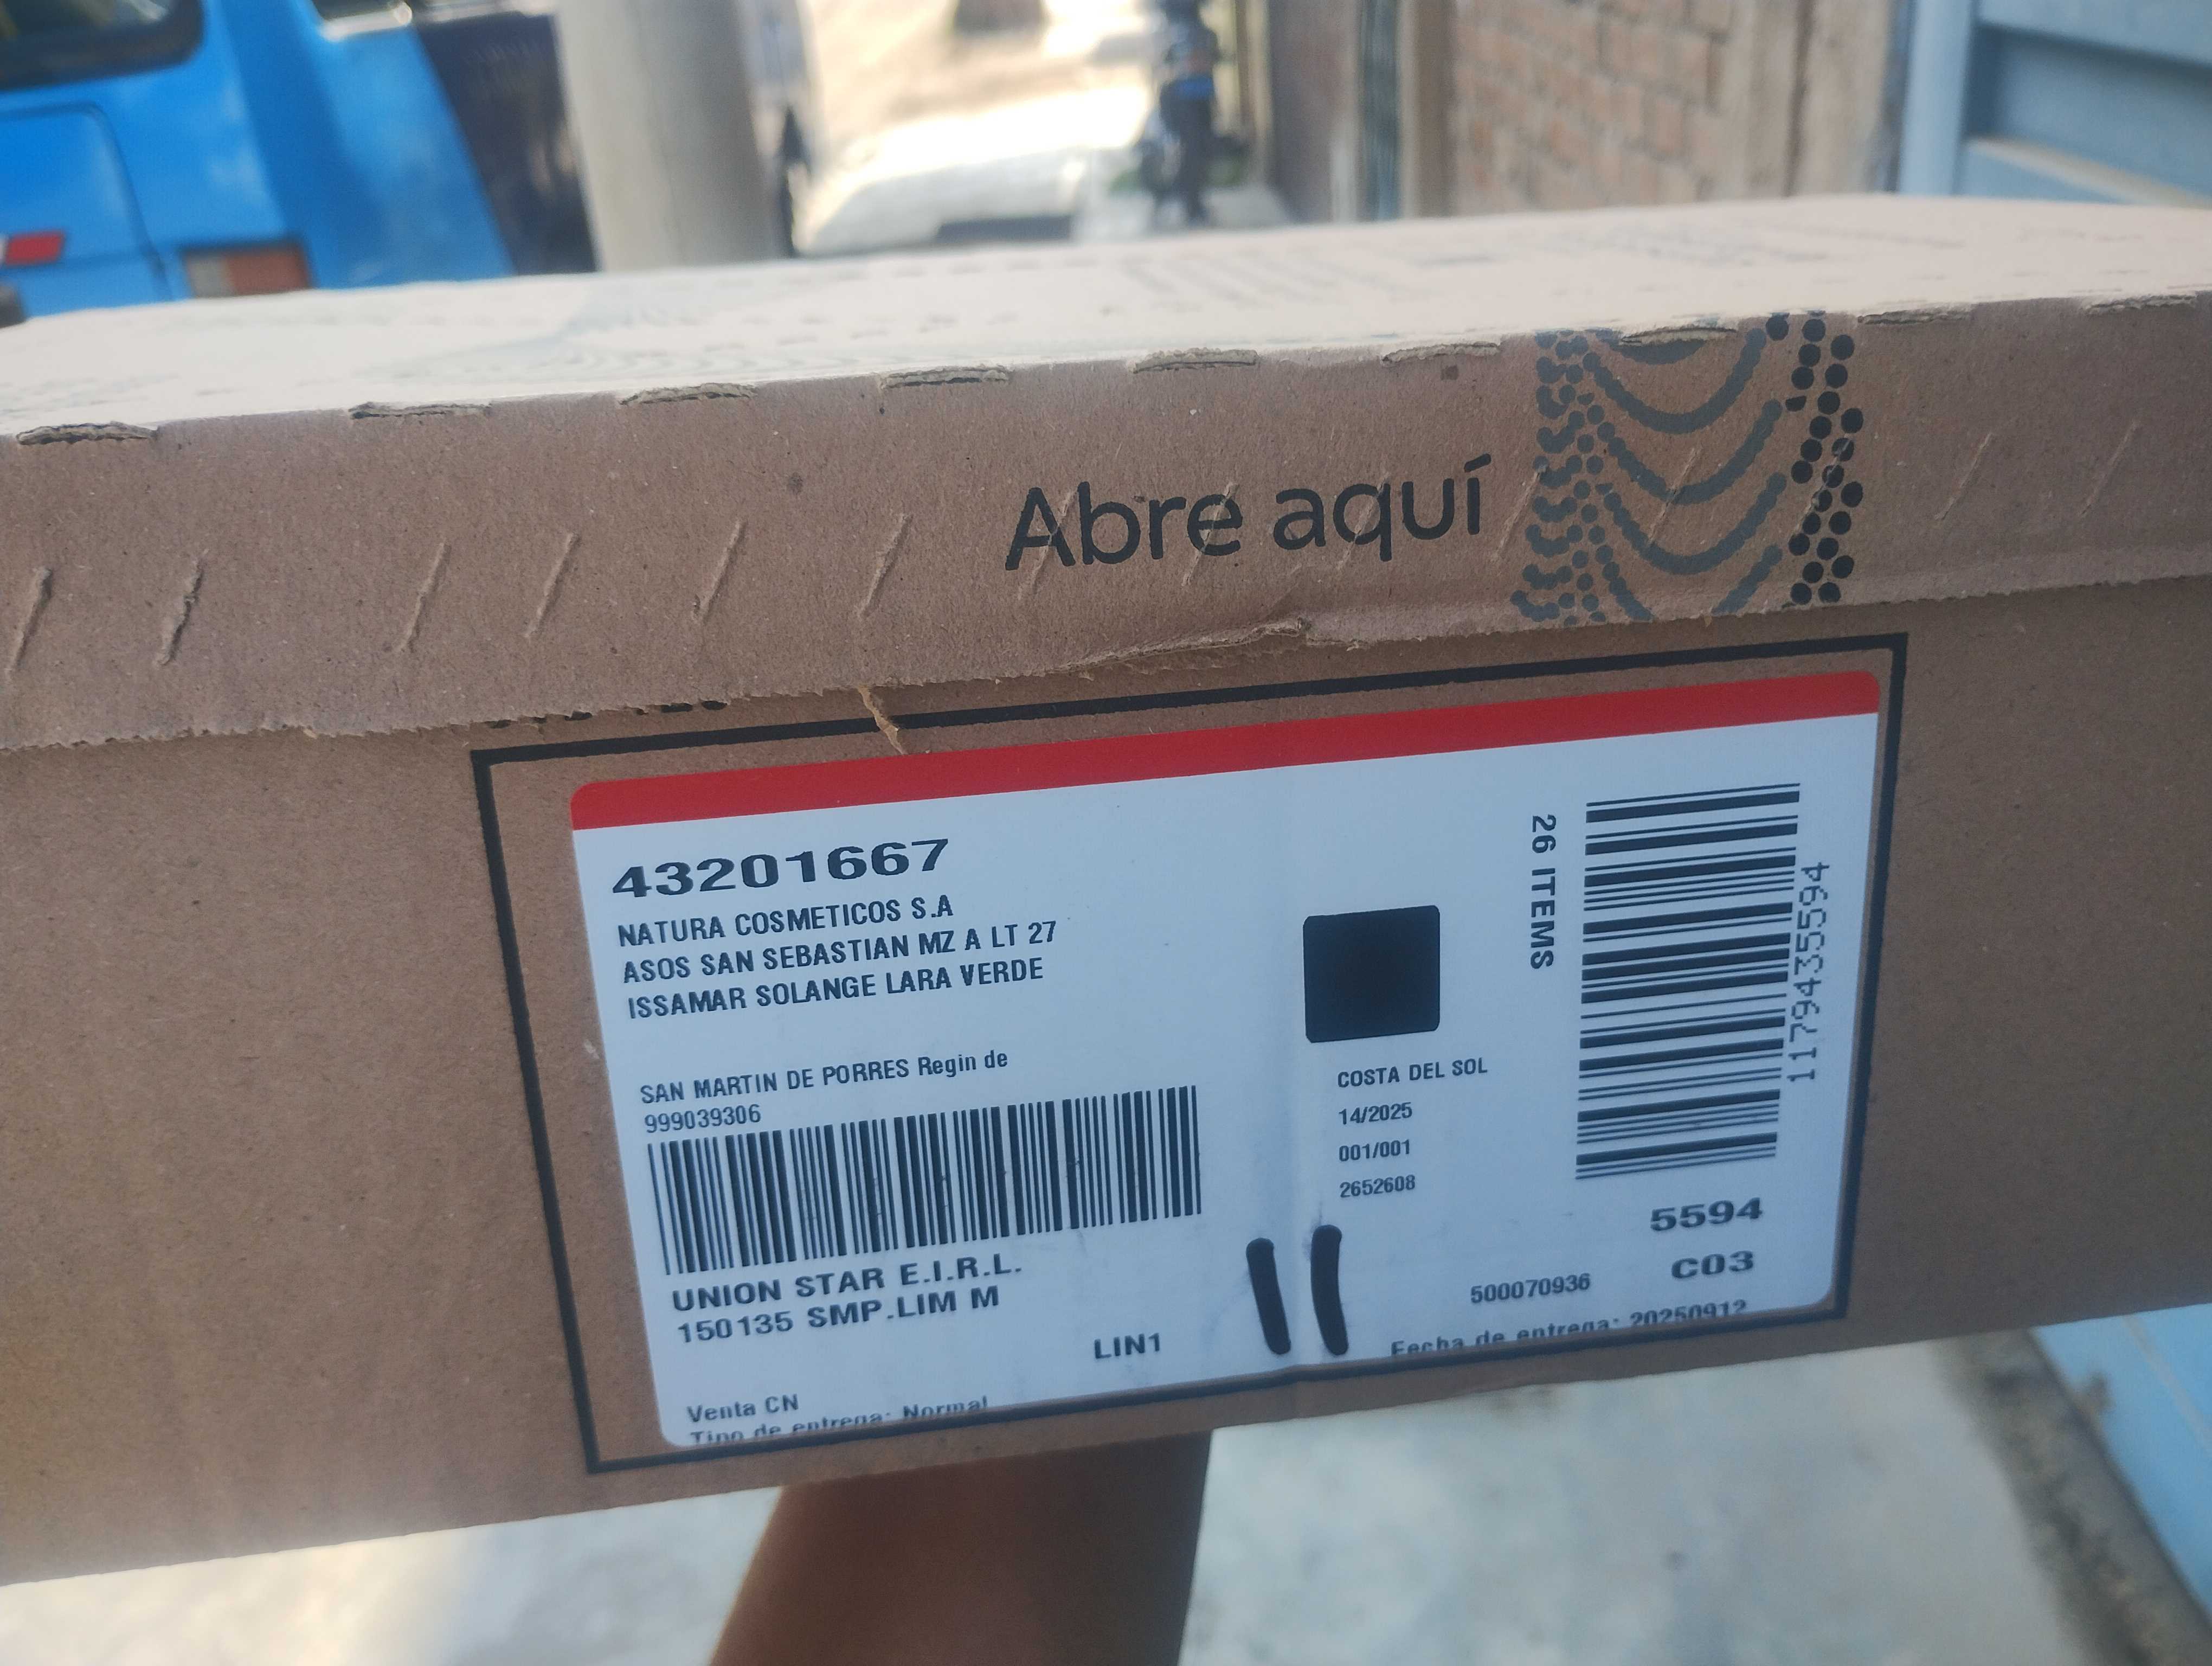 Abre aquí
43201667
NATURA COSMETICOS S.A
ASOS SAN SEBASTIAN MZ A LT 27
ISSAMAR SOLANGE LARA VERDE
SAN MARTIN DE PORRES Regin de
999039306
UNION STAR E.I.R.L.
150135 SMP.LIM M
LIN1
Venta CN
Tipo de entrega: Normal
COSTA DEL SOL
14/2025
001/001
2652608
26 ITEMS
1179435594
5594
C03
500070936
Fecha de entrega: 20250912